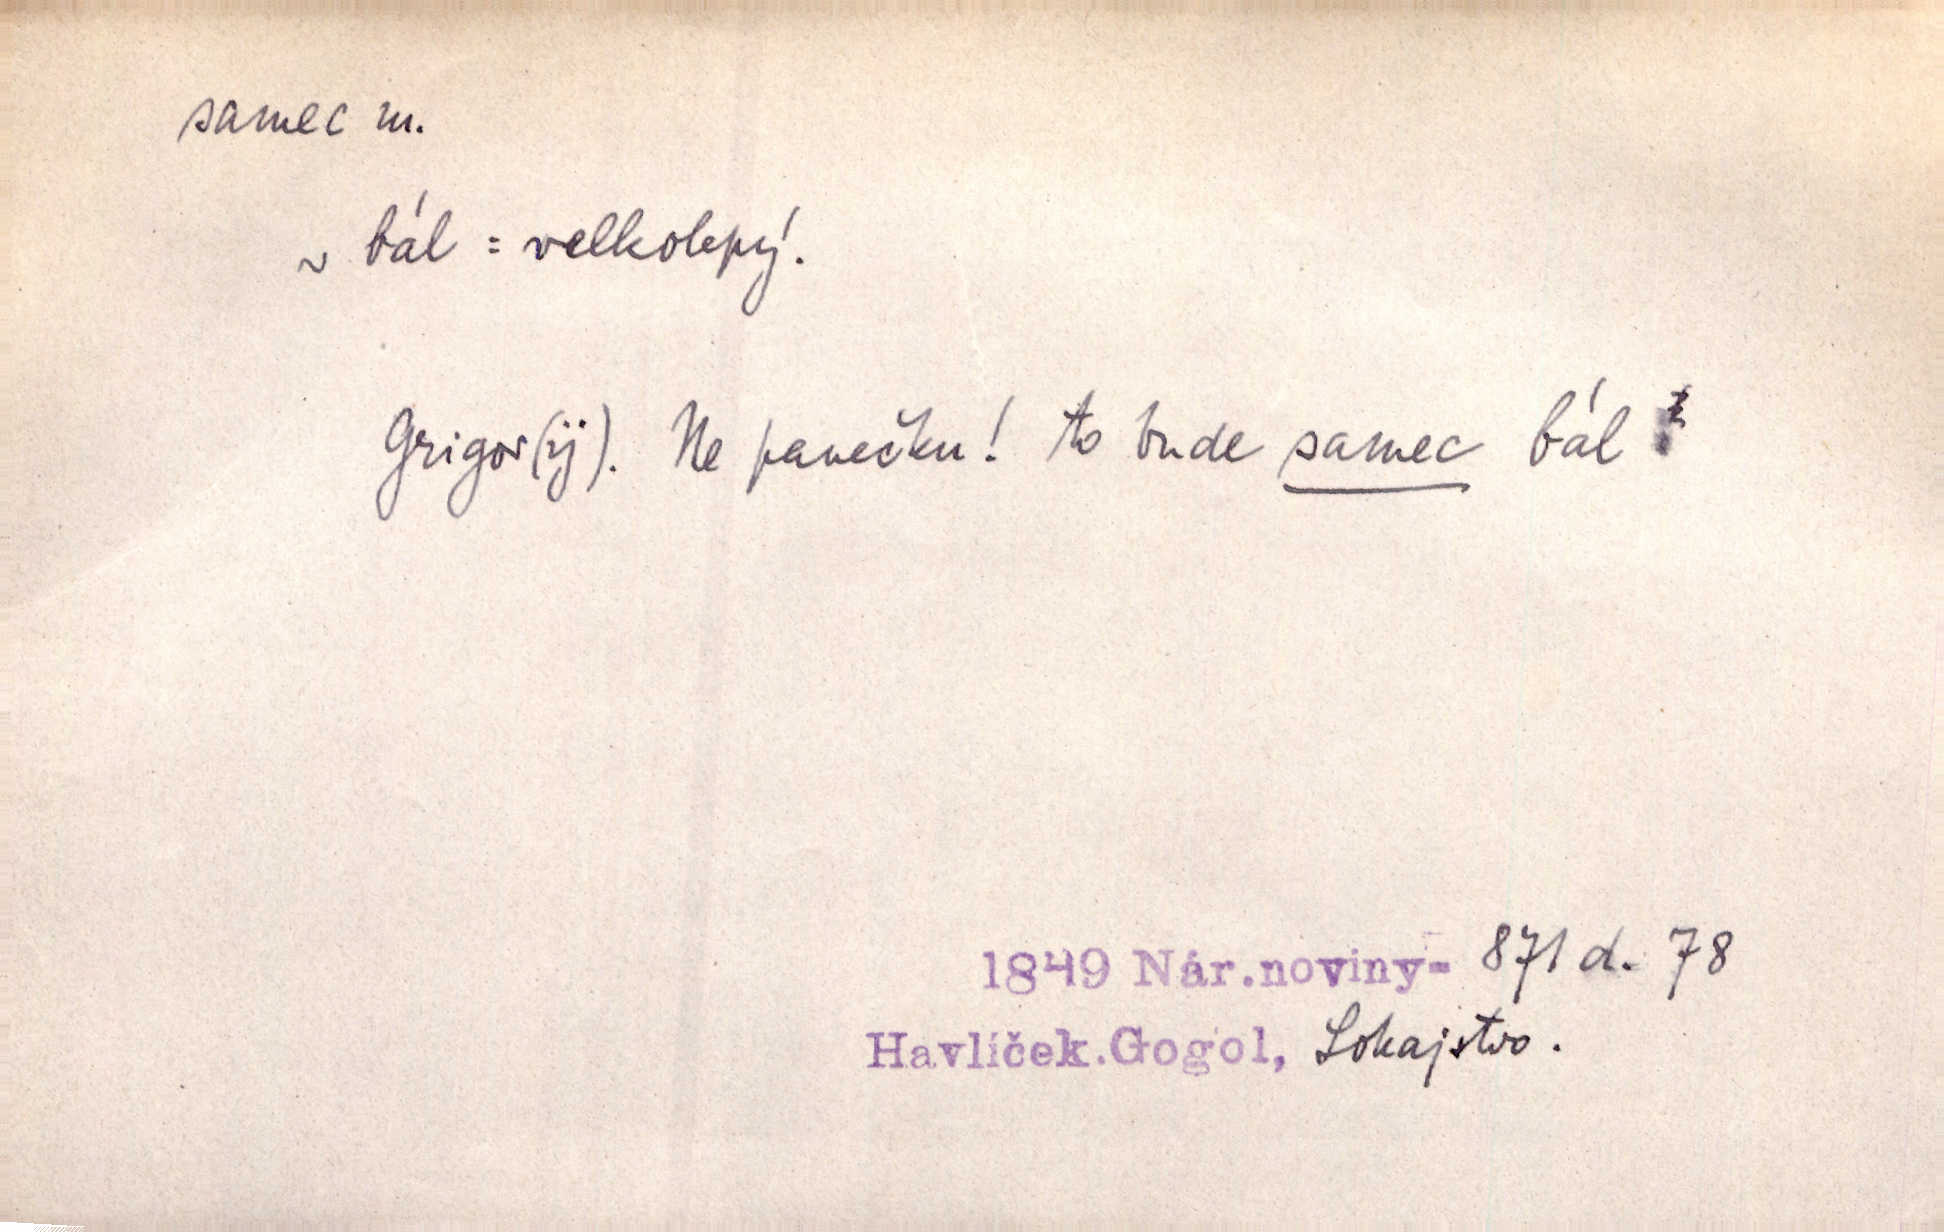 samec m.
~ bál = velkolepý.
Grigor(ij). Ne panečku! to bude samec bál
1849 Nár.noviny- 871 d. 78
Havlíček.Gogol, Lokajstvo.